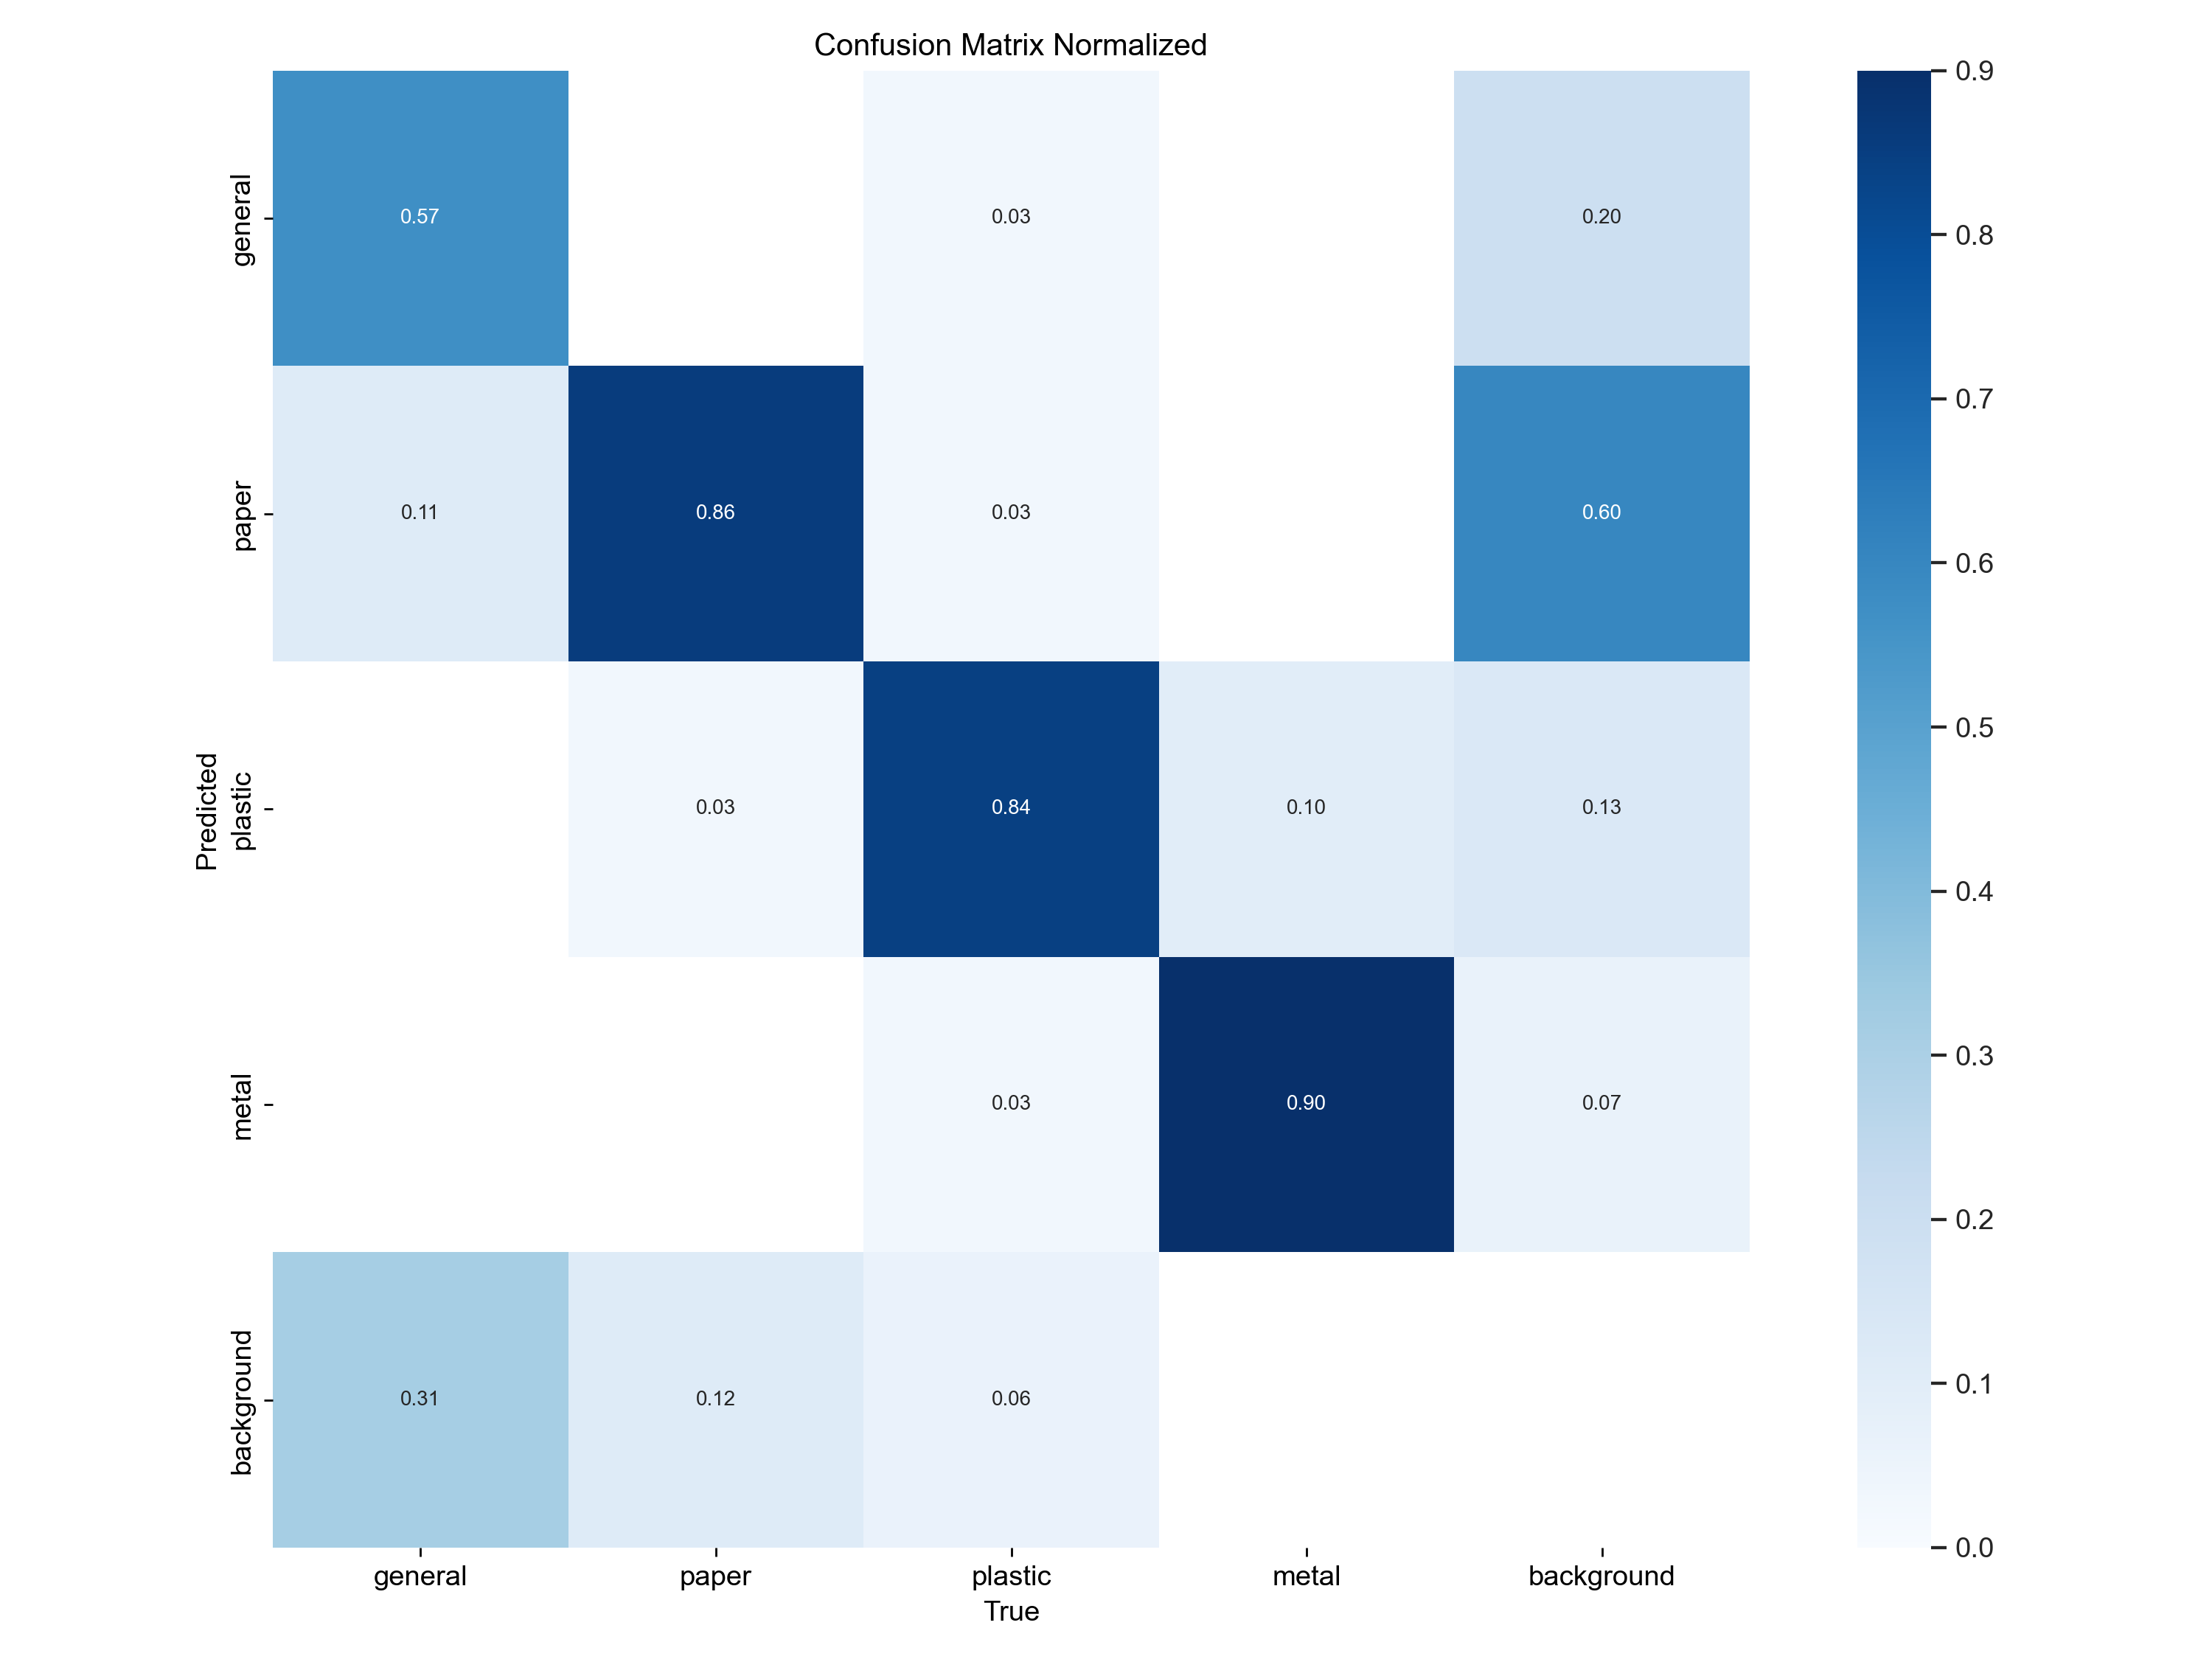 Confusion Matrix Normalized
general
0.57
0.03
0.20
paper
0.11
0.86
0.03
0.60
Predicted
plastic
0.03
0.84
0.10
0.13
metal
0.03
0.90
0.07
background
0.31
0.12
0.06
general
paper
plastic
metal
background
True
0.9
0.8
0.7
0.6
0.5
0.4
0.3
0.2
0.1
0.0